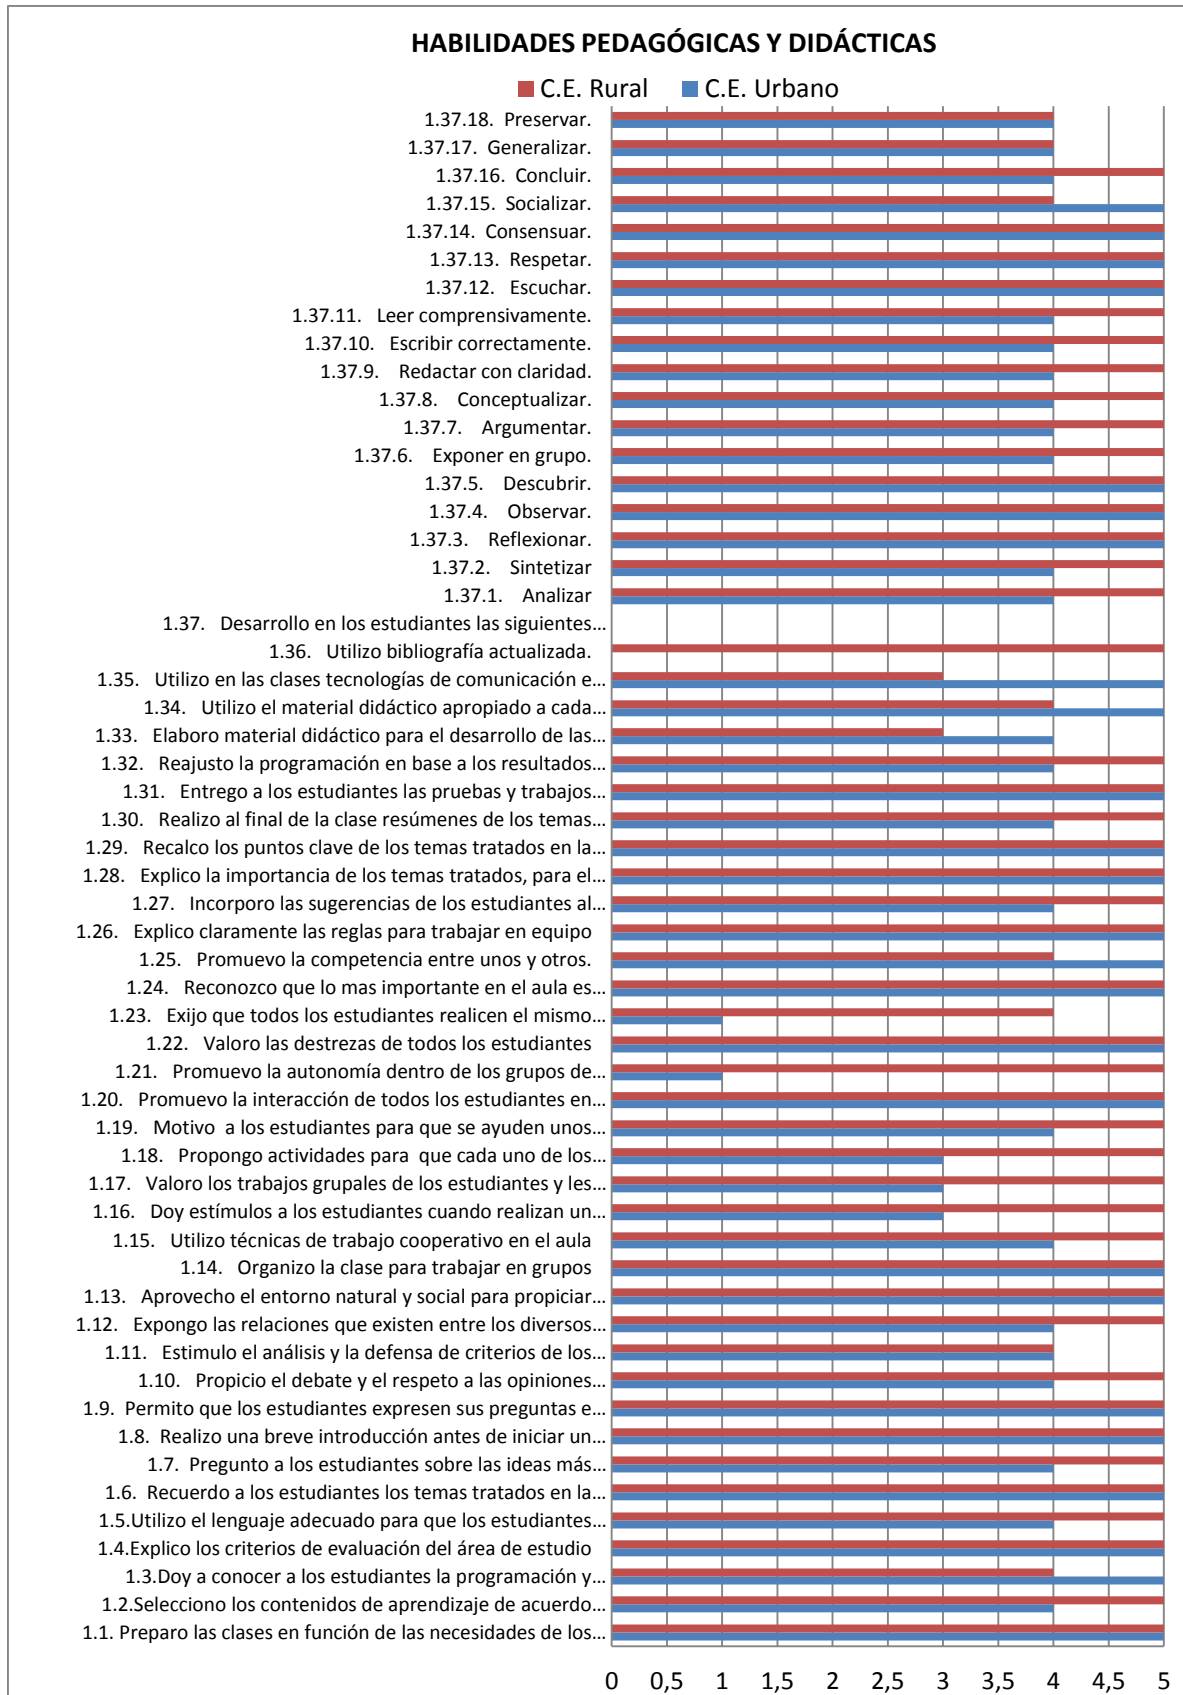 HABILIDADES PEDAGÓGICAS Y DIDÁCTICAS
C.E. Rural C.E. Urbano
1.37.18. Preservar.
1.37.17. Generalizar.
1.37.16. Concluir.
1.37.15. Socializar.
1.37.14. Consensuar.
1.37.13. Respetar.
1.37.12. Escuchar.
1.37.11. Leer comprensivamente.
1.37.10. Escribir correctamente.
1.37.9. Redactar con claridad.
1.37.8. Conceptualizar.
1.37.7. Argumentar.
1.37.6. Exponer en grupo.
1.37.5. Descubrir.
1.37.4. Observar.
1.37.3. Reflexionar.
1.37.2. Sintetizar
1.37.1. Analizar
1.37. Desarrollo en los estudiantes las siguientes...
1.36. Utilizo bibliografía actualizada.
1.35. Utilizo en las clases tecnologías de comunicación e...
1.34. Utilizo el material didáctico apropiado a cada...
1.33. Elaboro material didáctico para el desarrollo de las...
1.32. Reajusto la programación en base a los resultados...
1.31. Entrego a los estudiantes las pruebas y trabajos...
1.30. Realizo al final de la clase resúmenes de los temas...
1.29. Recalco los puntos clave de los temas tratados en la...
1.28. Explico la importancia de los temas tratados, para el...
1.27. Incorporo las sugerencias de los estudiantes al...
1.26. Explico claramente las reglas para trabajar en equipo
1.25. Promuevo la competencia entre unos y otros.
1.24. Reconozco que lo mas importante en el aula es...
1.23. Exijo que todos los estudiantes realicen el mismo...
1.22. Valoro las destrezas de todos los estudiantes
1.21. Promuevo la autonomía dentro de los grupos de...
1.20. Promuevo la interacción de todos los estudiantes en...
1.19. Motivo a los estudiantes para que se ayuden unos...
1.18. Propongo actividades para que cada uno de los...
1.17. Valoro los trabajos grupales de los estudiantes y les...
1.16. Doy estímulos a los estudiantes cuando realizan un...
1.15. Utilizo técnicas de trabajo cooperativo en el aula
1.14. Organizo la clase para trabajar en grupos
1.13. Aprovecho el entorno natural y social para propiciar...
1.12. Expongo las relaciones que existen entre los diversos...
1.11. Estimulo el análisis y la defensa de criterios de los...
1.10. Propicio el debate y el respeto a las opiniones...
1.9. Permito que los estudiantes expresen sus preguntas e...
1.8. Realizo una breve introducción antes de iniciar un...
1.7. Pregunto a los estudiantes sobre las ideas más...
1.6. Recuerdo a los estudiantes los temas tratados en la...
1.5.Utilizo el lenguaje adecuado para que los estudiantes...
1.4.Explico los criterios de evaluación del área de estudio
1.3.Doy a conocer a los estudiantes la programación y...
1.2.Selecciono los contenidos de aprendizaje de acuerdo...
1.1. Preparo las clases en función de las necesidades de los...
0 0,5 1 1,5 2 2,5 3 3,5 4 4,5 5